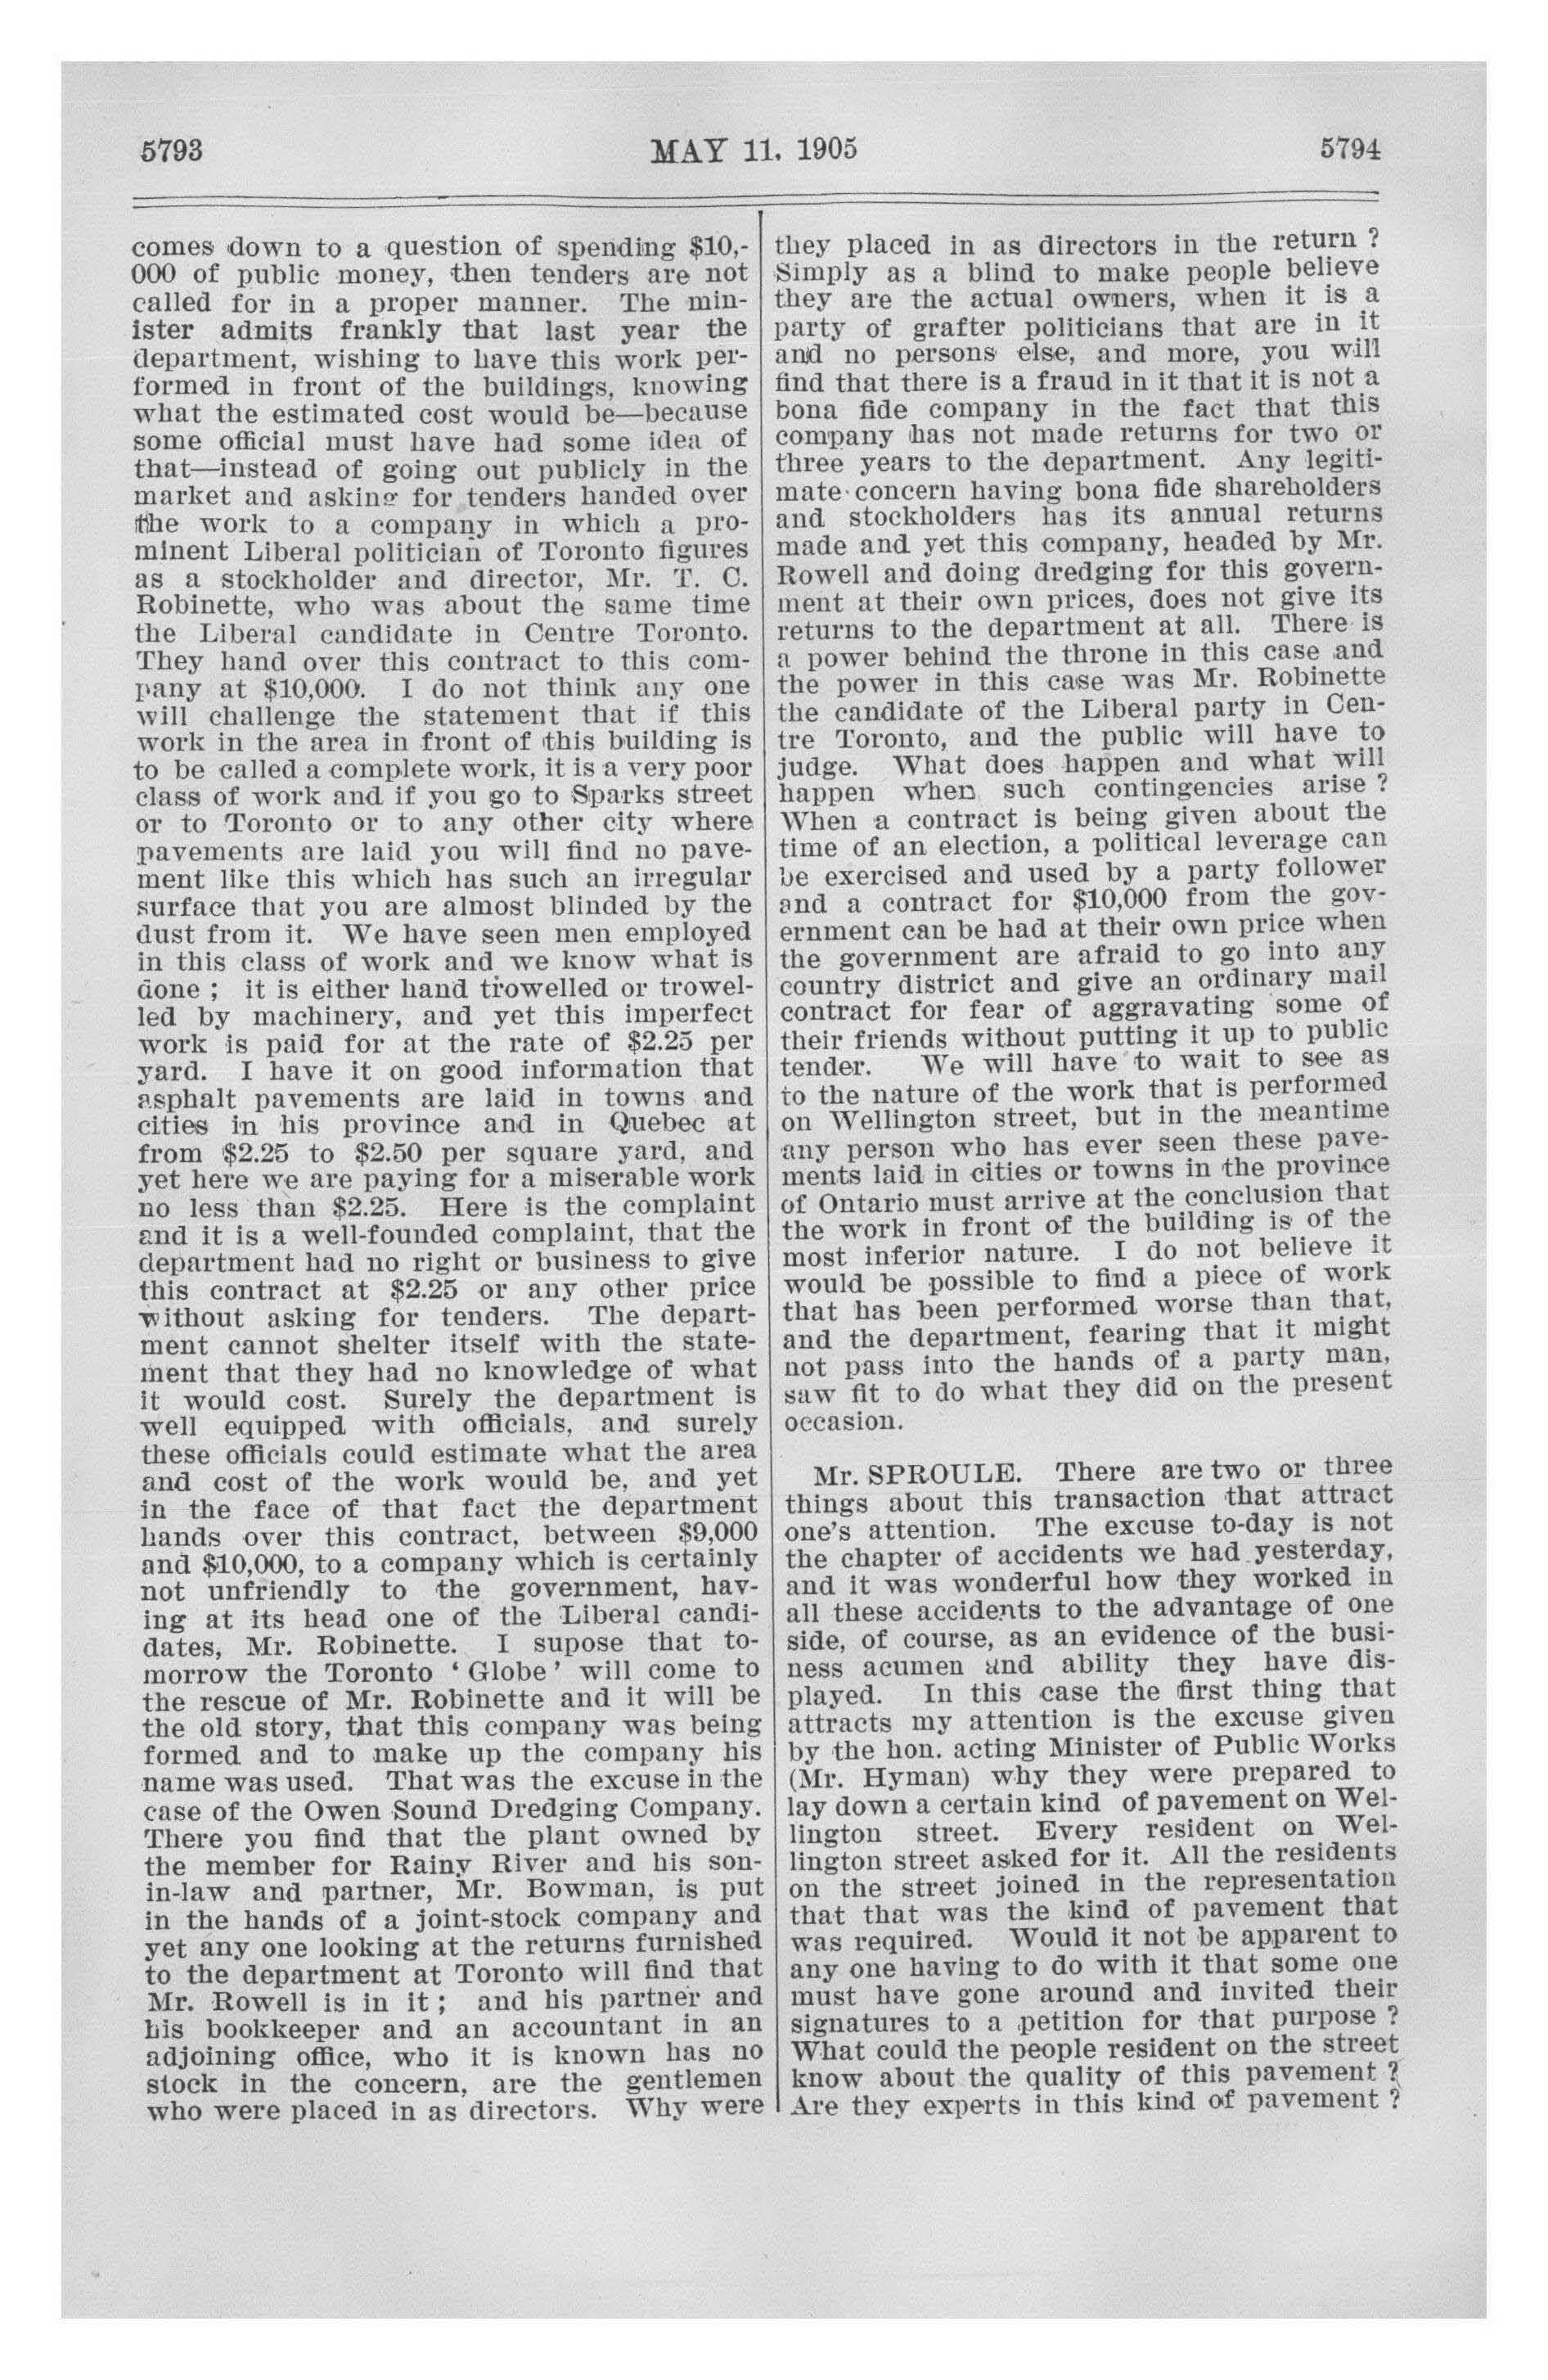 5793 MAY 11, 1905 5794
comes down to a question of spending $10,-
000 of public money, then tenders are not
called for in a proper manner. The min-
ister admits frankly that last year the
department, wishing to have this work per-
formed in front of the buildings, knowing
what the estimated cost would be—because
some official must have had some idea of
that—instead of going out publicly in the
market and asking for tenders handed over
the work to a company in which a pro-
minent Liberal politician of Toronto figures
as a stockholder and director, Mr. T. C.
Robinette, who was about the same time
the Liberal candidate in Centre Toronto.
They hand over this contract to this com-
pany at $10,000. I do not think any one
will challenge the statement that if this
work in the area in front of this building is
to be called a complete work, it is a very poor
class of work and if you go to Sparks street
or to Toronto or to any other city where
pavements are laid you will find no pave-
ment like this which has such an irregular
surface that you are almost blinded by the
dust from it. We have seen men employed
in this class of work and we know what is
done ; it is either hand trowelled or trowel-
led by machinery, and yet this imperfect
work is paid for at the rate of $2.25 per
yard. I have it on good information that
asphalt pavements are laid in towns and
cities in his province and in Quebec at
from $2.25 to $2.50 per square yard, and
yet here we are paying for a miserable work
no less than $2.25. Here is the complaint
and it is a well-founded complaint, that the
department had no right or business to give
this contract at $2.25 or any other price
without asking for tenders. The depart-
ment cannot shelter itself with the state-
ment that they had no knowledge of what
it would cost. Surely the department is
well equipped with officials, and surely
these officials could estimate what the area
and cost of the work would be, and yet
in the face of that fact the department
hands over this contract, between $9,000
and $10,000, to a company which is certainly
not unfriendly to the government, hav-
ing at its head one of the Liberal candi-
dates, Mr. Robinette. I supose that to-
morrow the Toronto ‘ Globe ’ will come to
the rescue of Mr. Robinette and it will be
the old story, that this company was being
formed and to make up the company his
name was used. That was the excuse in the
case of the Owen Sound Dredging Company.
There you find that the plant owned by
the member for Rainy River and his son-
in-law and partner, Mr. Bowman, is put
in the hands of a joint-stock company and
yet any one looking at the returns furnished
to the department at Toronto will find that
Mr. Rowell is in it ; and his partner and
his bookkeeper and an accountant in an
adjoining office, who it is known has no
stock in the concern, are the gentlemen
who were placed in as directors. Why were
they placed in as directors in the return ?
Simply as a blind to make people believe
they are the actual owners, when it is a
party of grafter politicians that are in it
and no persons else, and more, you will
find that there is a fraud in it that it is not a
bona fide company in the fact that this
company has not made returns for two or
three years to the department. Any legiti-
mate concern having bona fide shareholders
and stockholders has its annual returns
made and yet this company, headed by Mr.
Rowell and doing dredging for this govern-
ment at their own prices, does not give its
returns to the department at all. There is
a power behind the throne in this case and
the power in this case was Mr. Robinette
the candidate of the Liberal party in Cen-
tre Toronto, and the public will have to
judge. What does happen and what will
happen when such contingencies arise ?
When a contract is being given about the
time of an election, a political leverage can
be exercised and used by a party follower
and a contract for $10,000 from the gov-
ernment can be had at their own price when
the government are afraid to go into any
country district and give an ordinary mail
contract for fear of aggravating some of
their friends without putting it up to public
tender. We will have to wait to see as
to the nature of the work that is performed
on Wellington street, but in the meantime
any person who has ever seen these pave-
ments laid in cities or towns in the province
of Ontario must arrive at the conclusion that
the work in front of the building is of the
most inferior nature. I do not believe it
would be possible to find a piece of work
that has been performed worse than that,
and the department, fearing that it might
not pass into the hands of a party man,
saw fit to do what they did on the present
occasion.
Mr. SPROULE. There are two or three
things about this transaction that attract
one's attention. The excuse to-day is not
the chapter of accidents we had yesterday,
and it was wonderful how they worked in
all these accidents to the advantage of one
side, of course, as an evidence of the busi-
ness acumen and ability they have dis-
played. In this case the first thing that
attracts my attention is the excuse given
by the hon. acting Minister of Public Works
(Mr. Hyman) why they were prepared to
lay down a certain kind of pavement on Wel-
lington street. Every resident on Wel-
lington street asked for it. All the residents
on the street joined in the representation
that that was the kind of pavement that
was required. Would it not be apparent to
any one having to do with it that some one
must have gone around and invited their
signatures to a petition for that purpose ?
What could the people resident on the street
know about the quality of this pavement ?
Are they experts in this kind of pavement ?